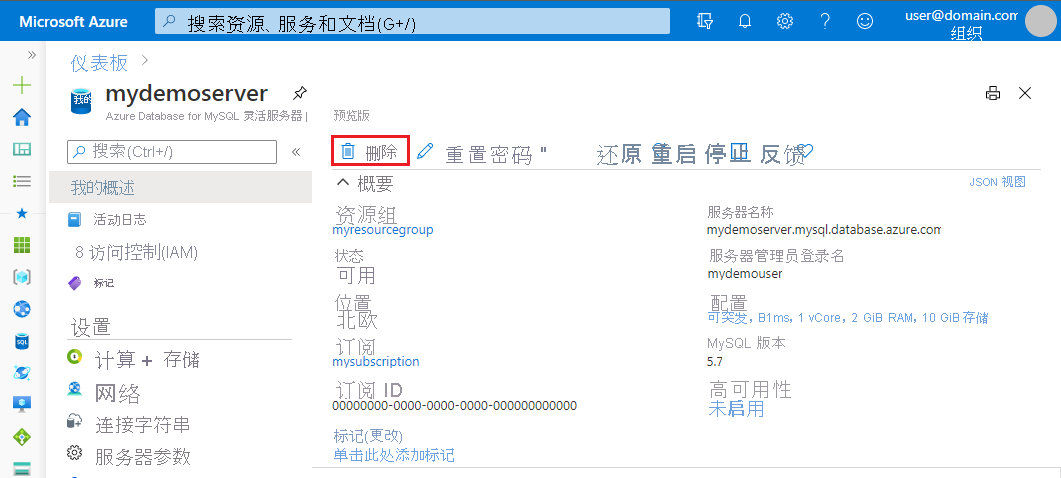 Microsoft Azure
搜索资源、服务和文档(G+/)
user@domain.com
组织
仪表板
mydemoserver
Azure Database for MySQL 灵活服务器 |
预览版
搜索(Ctrl+/)
删除
重置密码 "
还原 重启 停止 反馈
我的概述
活动日志
8 访问控制(IAM)
标记
设置
计算 + 存储
网络
连接字符串
服务器参数
概要
JSON 视图
资源组
myresourcegroup
状态
可用
位置
北欧
订阅
mysubscription
订阅 ID
00000000-0000-0000-0000-000000000000
标记(更改)
单击此处添加标记
服务器名称
mydemoserver.mysql.database.azure.com
服务器管理员登录名
mydemouser
配置
可突发，B1ms，1 vCore，2 GiB RAM，10 GiB 存储
MySQL 版本
5.7
高可用性
未启用